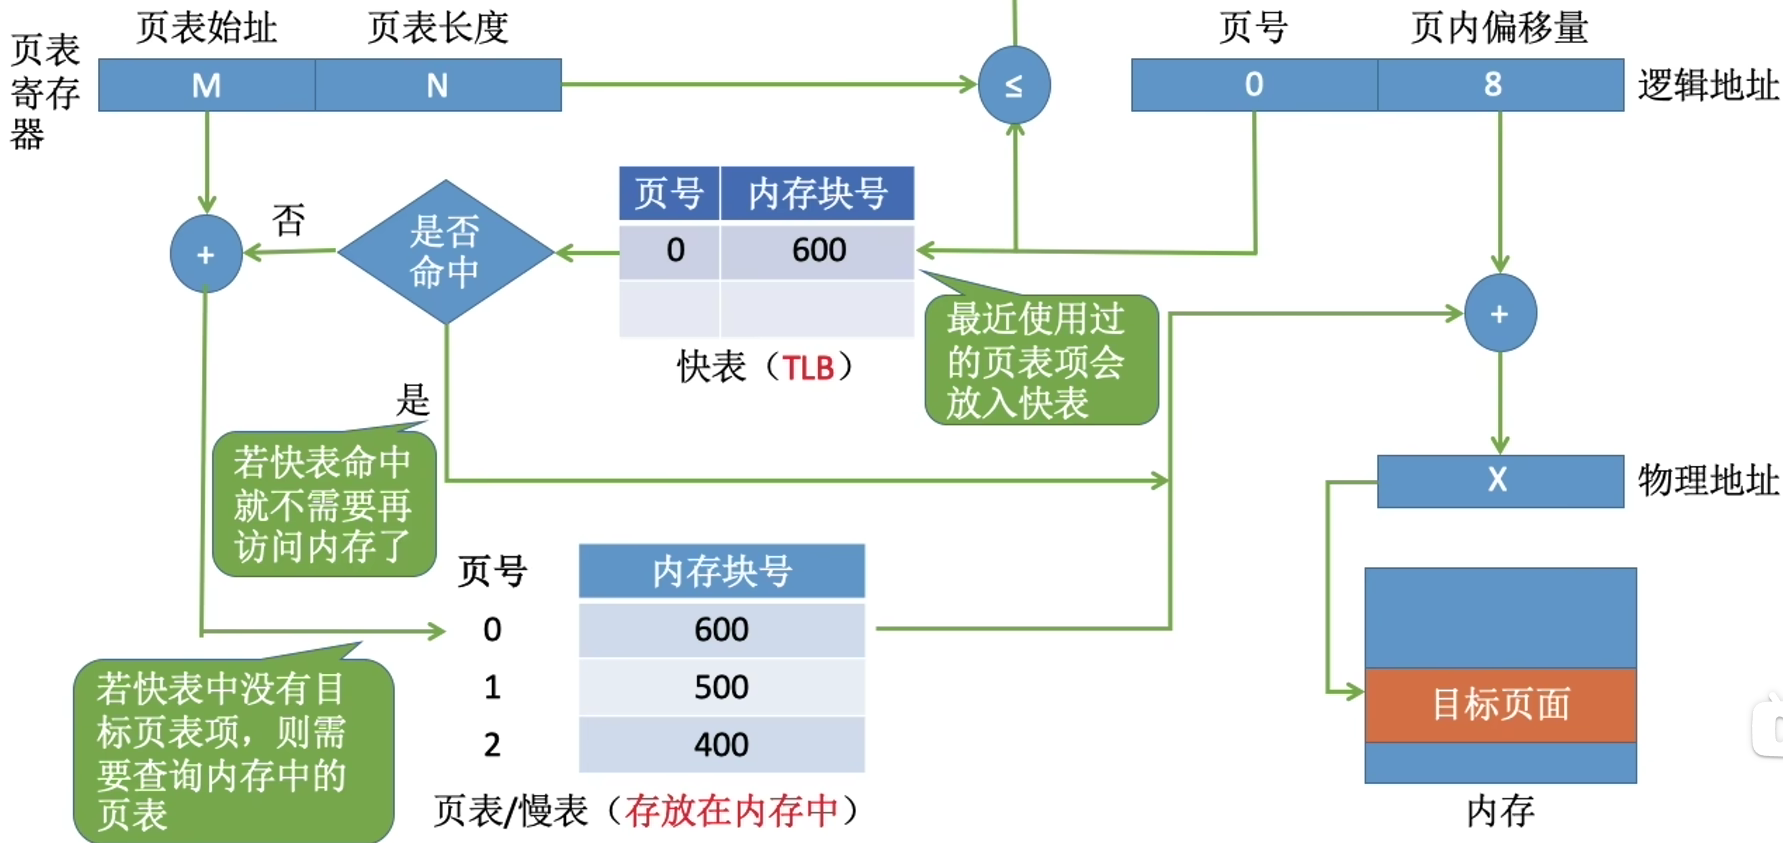 页表始址
页表长度
页号
页内偏移量
页表
寄存
器
M
N
≤
0
8
逻辑地址
页号
内存块号
0
600
快表（TLB）
是否
命中
否
是
+
+
最近使用过
的页表项会
放入快表
若快表命中
就不需要再
访问内存了
X
物理地址
页号
内存块号
0
600
1
500
2
400
页表/慢表（存放在内存中）
若快表中没有目
标页表项，则需
要查询内存中的
页表
目标页面
内存